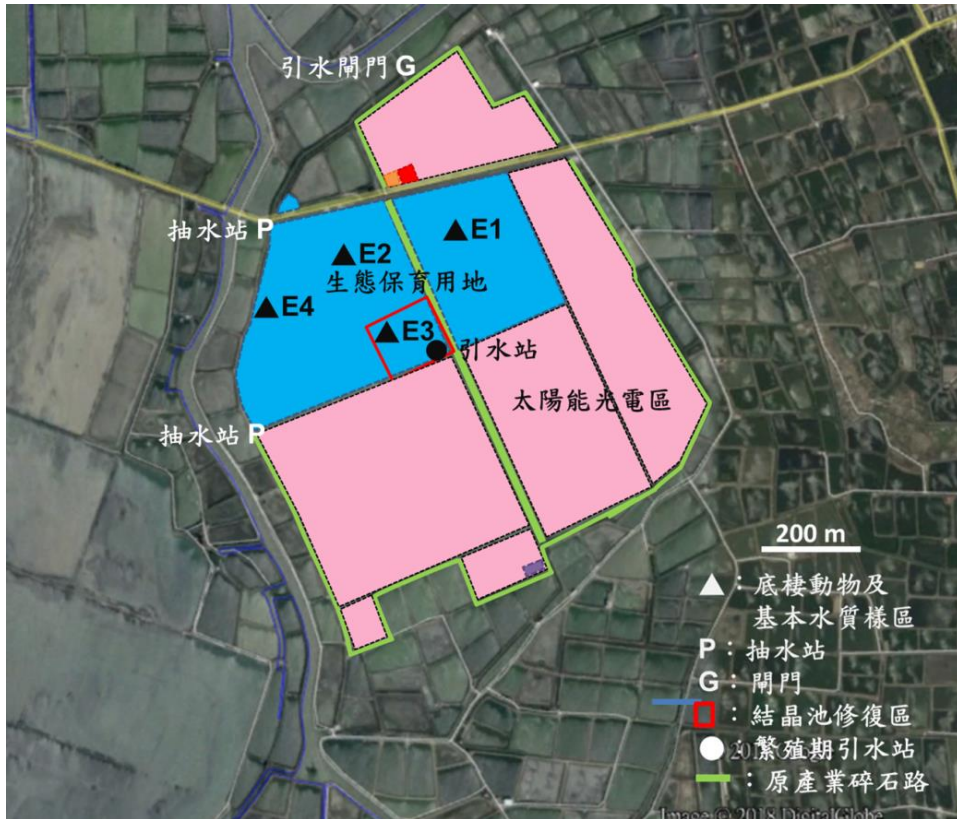 引水閘門 G
抽水站 P
E1
E2
生態保育用地
E4
E3
引水站
太陽能光電區
抽水站 P
200 m
：底棲動物及
基本水質樣區
P：抽水站
G：閘門
：結晶池修復區
：繁殖期引水站
：原產業碎石路
Image © 2018 DigitalGlobe